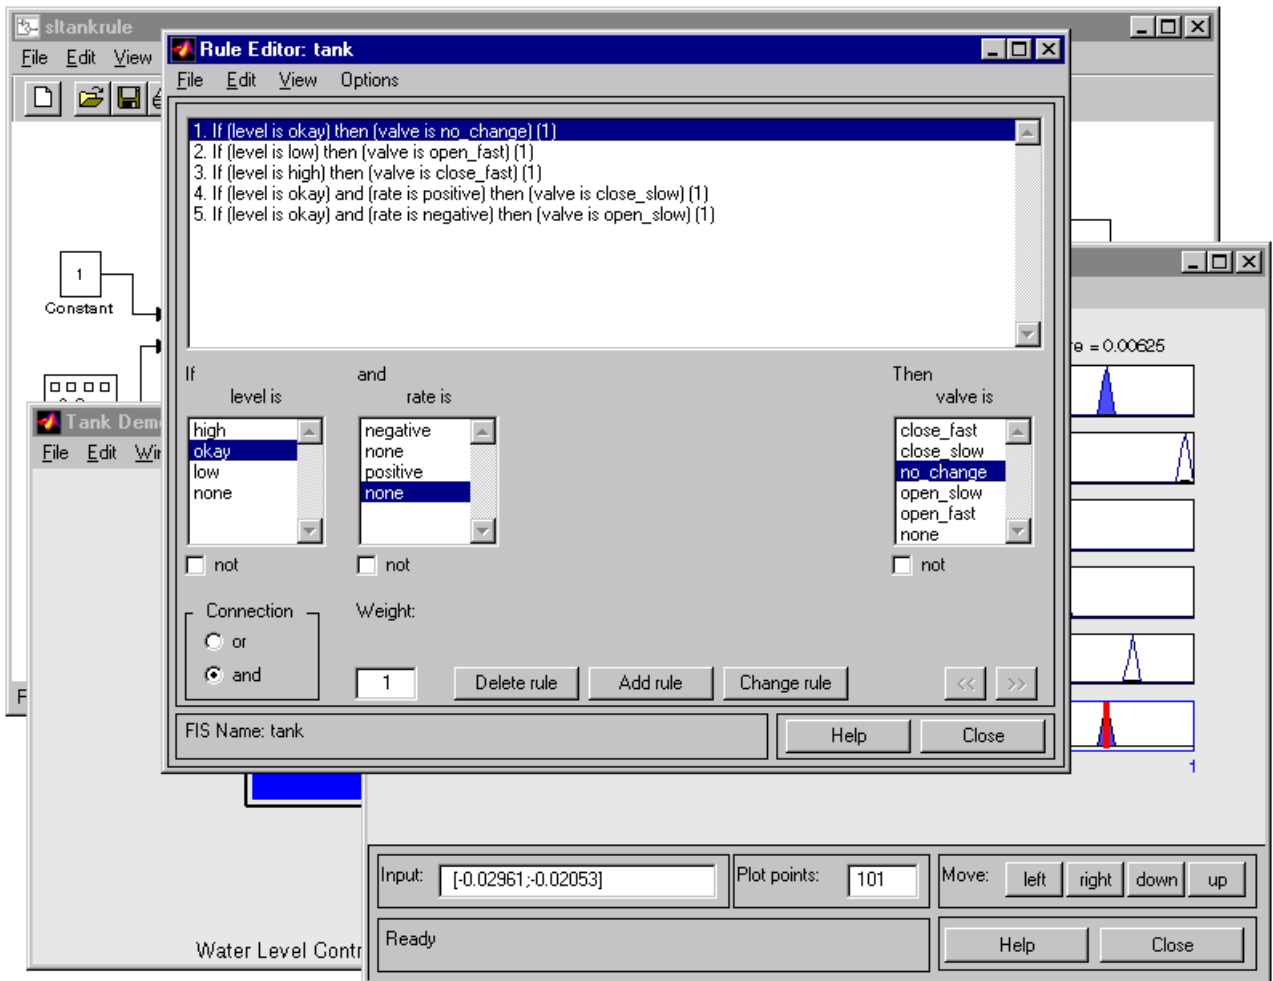 sltankrule
File Edit View
Rule Editor: tank
File Edit View Options
1. If (level is okay) then (valve is no_change) (1)
2. If (level is low) then (valve is open_fast) (1)
3. If (level is high) then (valve is close_fast) (1)
4. If (level is okay) and (rate is positive) then (valve is close_slow) (1)
5. If (level is okay) and (rate is negative) then (valve is open_slow) (1)
1
Constant
= 0.00625
If and Then
level is rate is valve is
high negative close_fast
okay none close_slow
low positive no_change
none none open_slow
open_fast
none
not not not
Connection Weight:
or
and 1 Delete rule Add rule Change rule << >>
FIS Name: tank Help Close
Tank Dem
File Edit Wi
1
Input: [-0.02961;-0.02053] Plot points: 101 Move: left right down up
Ready Help Close
Water Level Contr